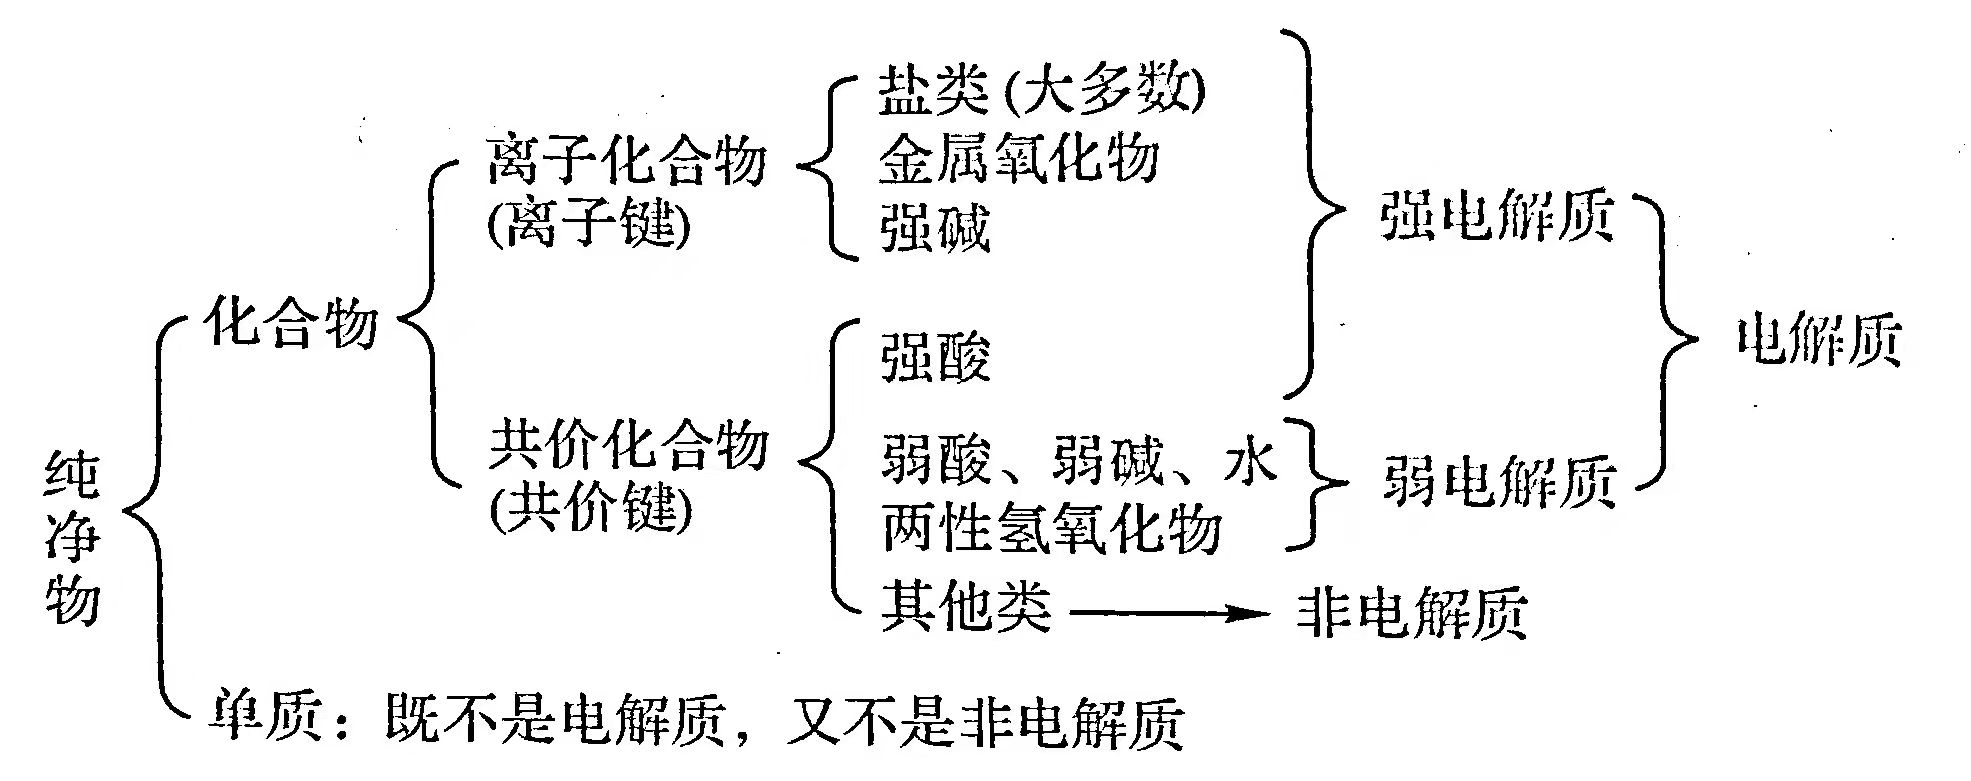 纯净物
化合物
离子化合物
(离子键)
盐类(大多数)
金属氧化物
强碱
共价化合物
(共价键)
强酸
弱酸、弱碱、水
两性氢氧化物
其他类
强电解质
弱电解质
非电解质
电解质
单质：既不是电解质，又不是非电解质